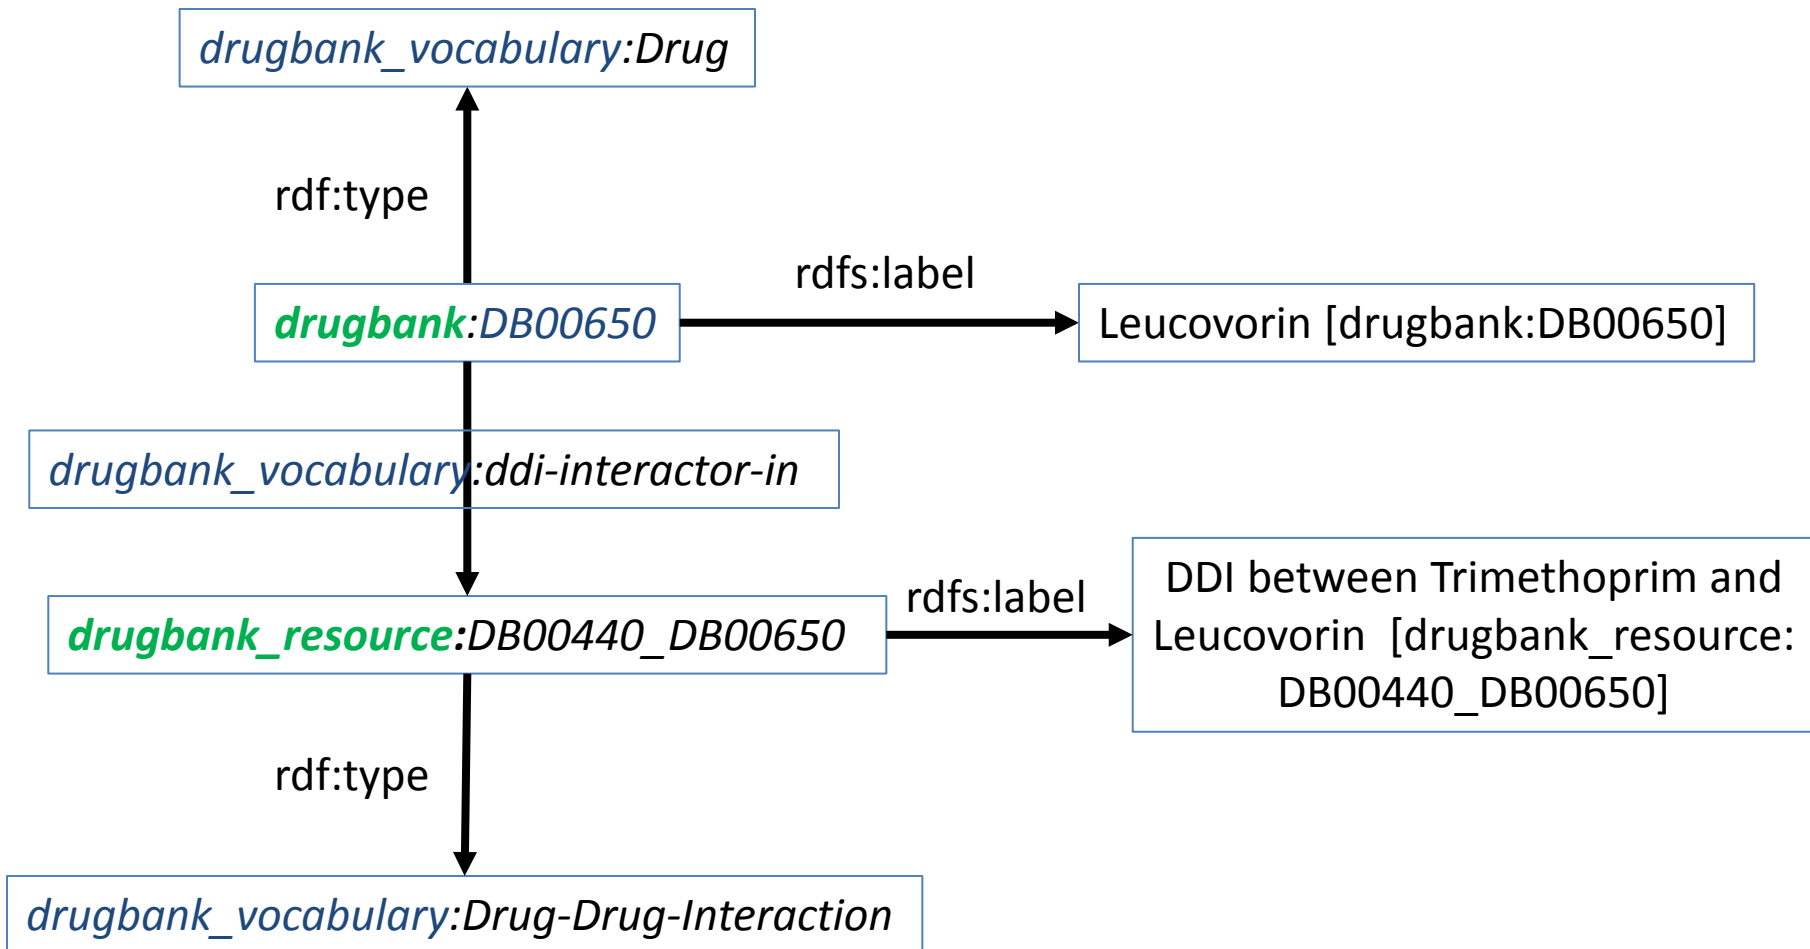 drugbank_vocabulary:Drug
rdf:type
rdfs:label
drugbank:DB00650
Leucovorin [drugbank:DB00650]
drugbank_vocabulary:ddi-interactor-in
drugbank_resource:DB00440_DB00650
rdfs:label
DDI between Trimethoprim and
Leucovorin [drugbank_resource:
DB00440_DB00650]
rdf:type
drugbank_vocabulary:Drug-Drug-Interaction